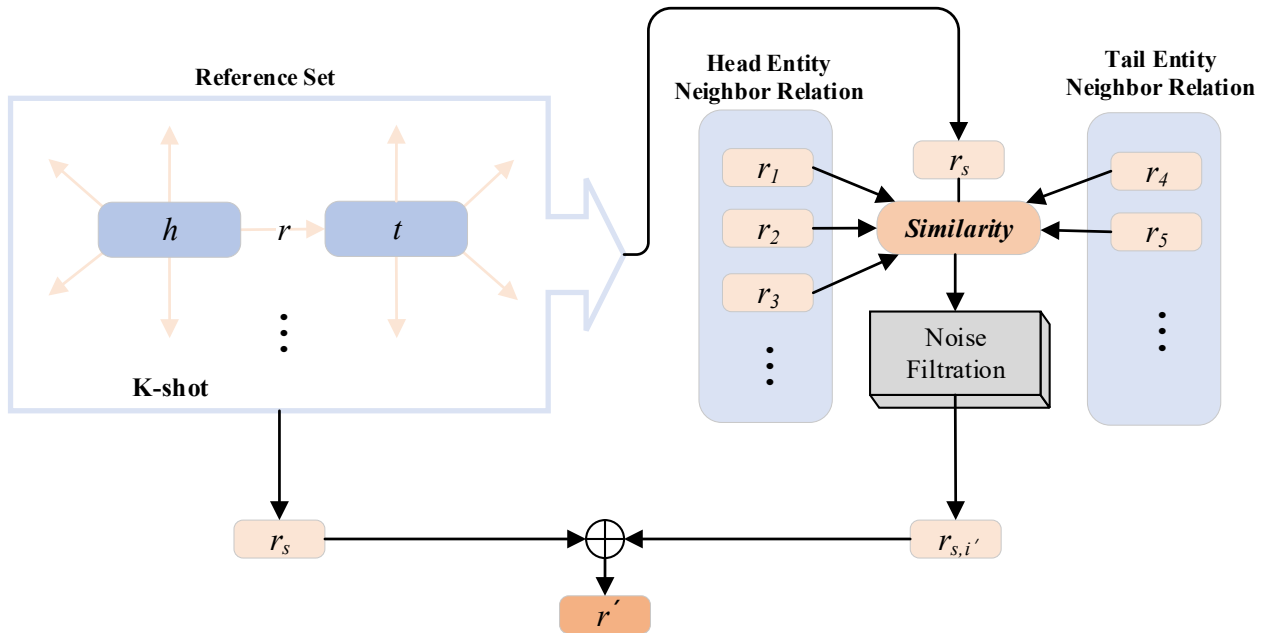 Reference Set
h
r
t
K-shot
Head Entity
Neighbor Relation
r1
r2
r3
rs
Similarity
Noise
Filtration
Tail Entity
Neighbor Relation
r4
r5
rs
rs,i′
r′